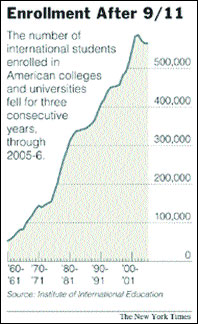 Enrollment After 9/11
The number of
international students
enrolled in
American colleges
and universities
fell for three
consecutive
years,
through
2005-6.
500,000
400,000
300,000
200,000
100,000
0
'60- '70- '80- '90- '00-
'61 '71 '81 '91 '01
Source: Institute of International Education
The New York Times